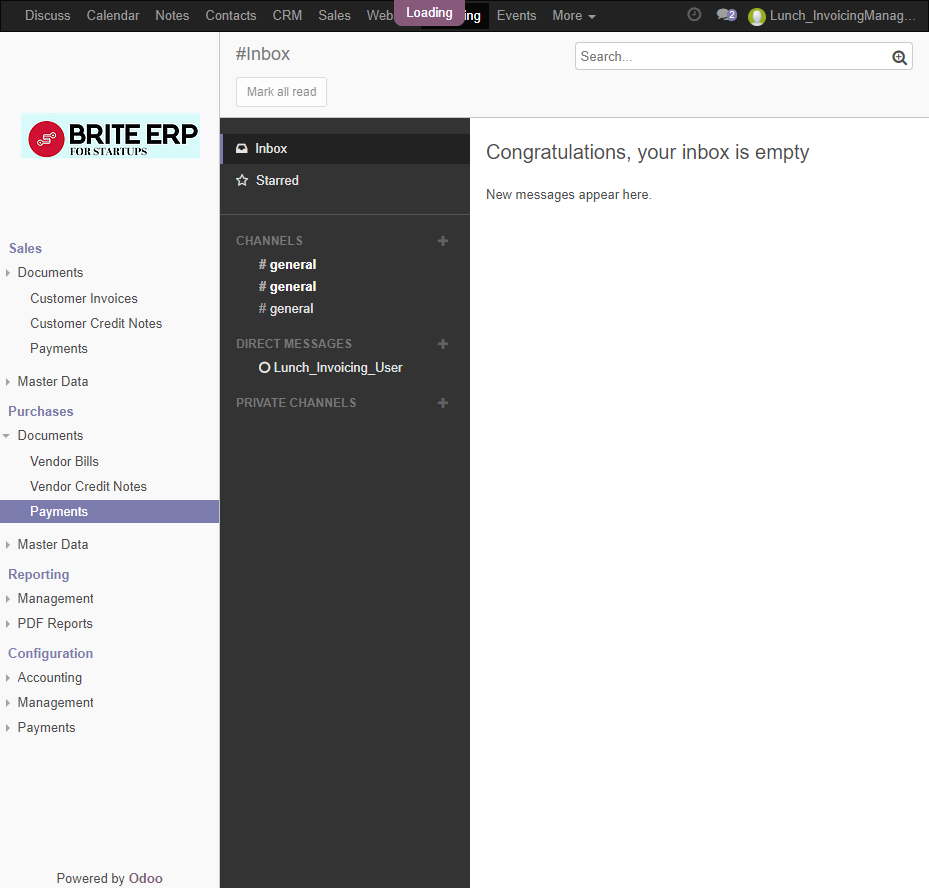 Discuss Calendar Notes Contacts CRM Sales Web Loading ing Events More 2 Lunch_InvoicingManag...
#Inbox
Search...
Mark all read
BRITE ERP
FOR STARTUPS
Inbox
Starred
CHANNELS
# general
# general
# general
DIRECT MESSAGES
Lunch_Invoicing_User
PRIVATE CHANNELS
Congratulations, your inbox is empty
New messages appear here.
Sales
Documents
Customer Invoices
Customer Credit Notes
Payments
Master Data
Purchases
Documents
Vendor Bills
Vendor Credit Notes
Payments
Master Data
Reporting
Management
PDF Reports
Configuration
Accounting
Management
Payments
Powered by Odoo